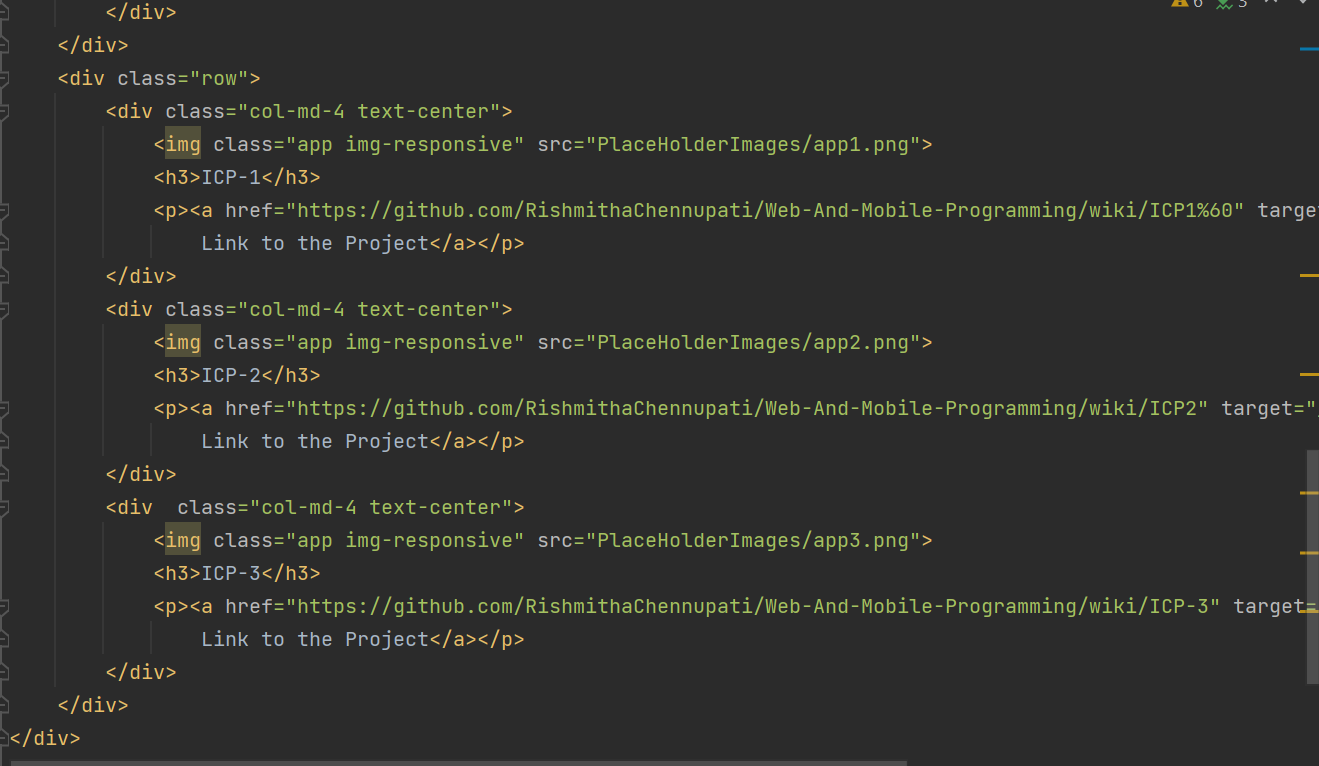 6 3
</div>
</div>
<div class="row">
<div class="col-md-4 text-center">
<img class="app img-responsive" src="PlaceHolderImages/app1.png">
<h3>ICP-1</h3>
<p><a href="https://github.com/RishmithaChennupati/Web-And-Mobile-Programming/wiki/ICP1%60" targe
Link to the Project</a></p>
</div>
<div class="col-md-4 text-center">
<img class="app img-responsive" src="PlaceHolderImages/app2.png">
<h3>ICP-2</h3>
<p><a href="https://github.com/RishmithaChennupati/Web-And-Mobile-Programming/wiki/ICP2" target="_
Link to the Project</a></p>
</div>
<div  class="col-md-4 text-center">
<img class="app img-responsive" src="PlaceHolderImages/app3.png">
<h3>ICP-3</h3>
<p><a href="https://github.com/RishmithaChennupati/Web-And-Mobile-Programming/wiki/ICP-3" target=
Link to the Project</a></p>
</div>
</div>
</div>